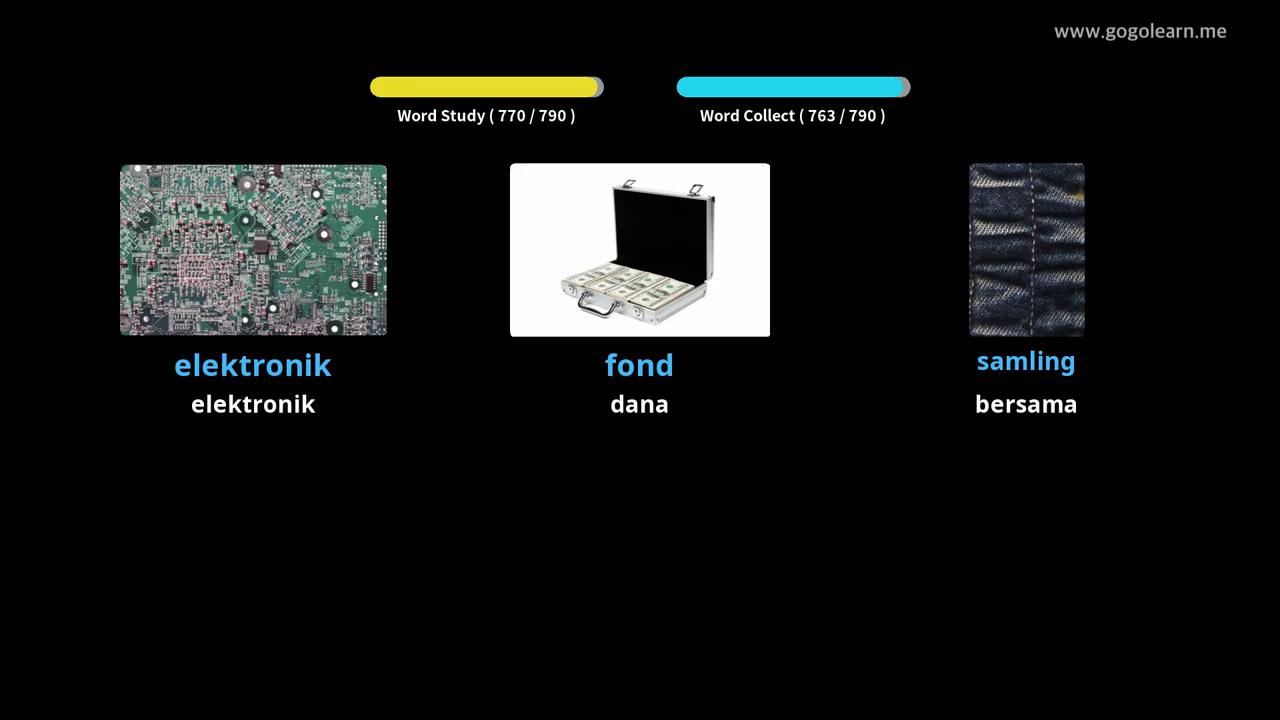 www.gogolearn.me
Word Study ( 770 / 790 )
Word Collect ( 763 / 790 )
elektronik
fond
samling
elektronik
dana
bersama